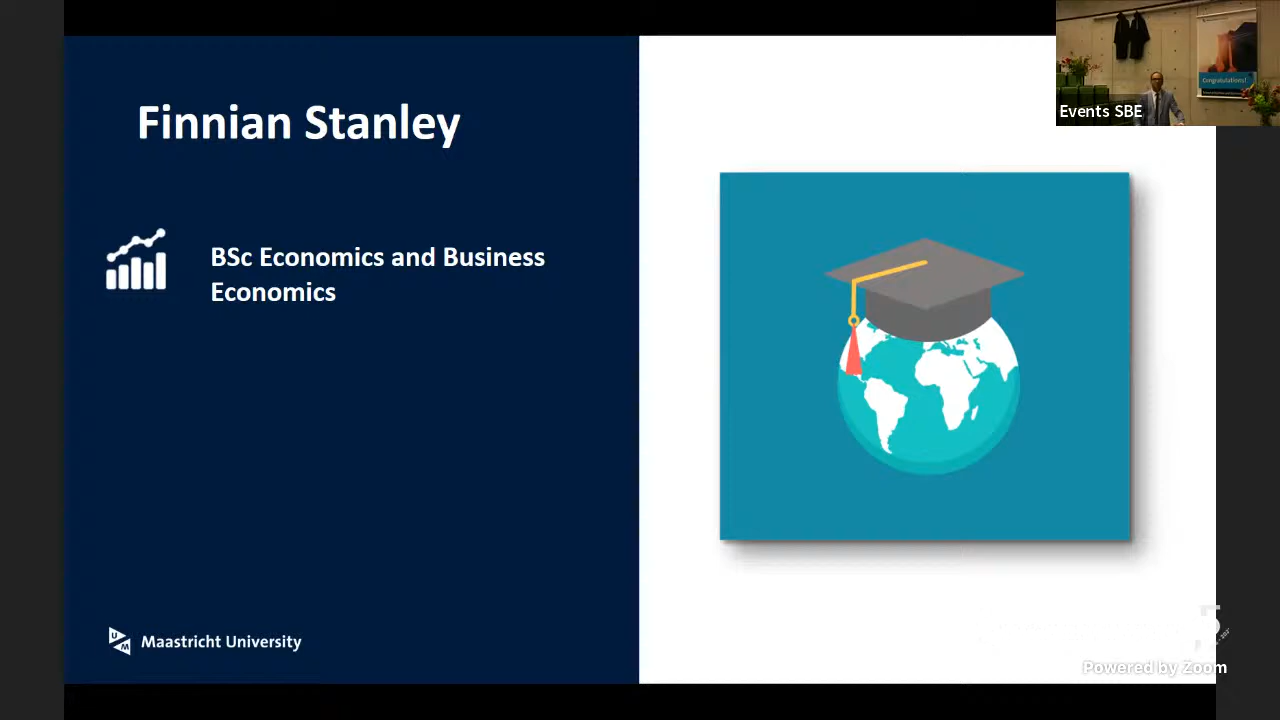 Finnian Stanley
BSc Economics and Business
Economics
Maastricht University
Congratulations!
Events SBE
Powered by Zoom